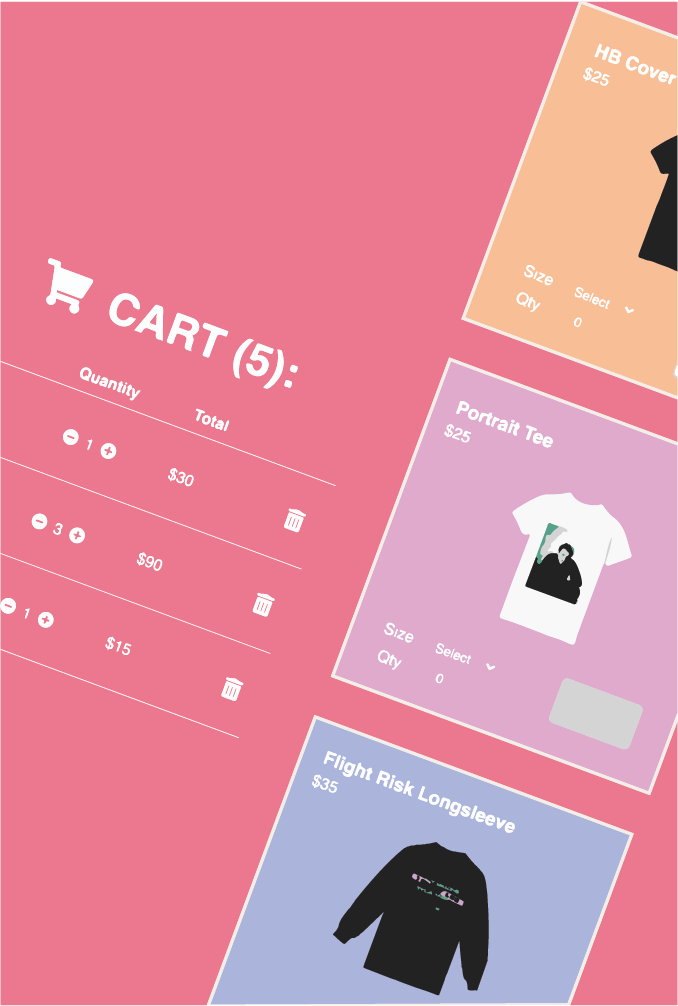 HB Cover
$25
Size Select
Qty 0
CART (5):
Quantity Total
1 $30
3 $90
1 $15
Portrait Tee
$25
Size Select
Qty 0
Flight Risk Longsleeve
$35